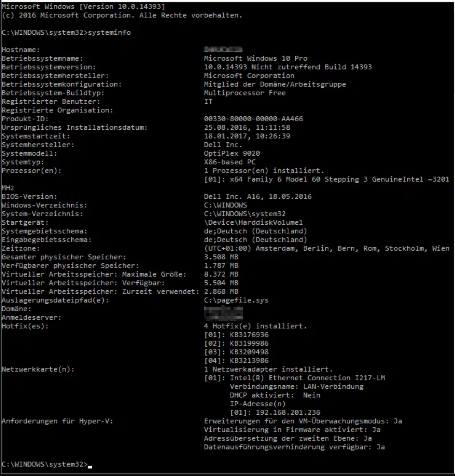 Microsoft Windows [Version 10.0.14393]
(c) 2016 Microsoft Corporation. Alle Rechte vorbehalten.
C:\WINDOWS\system32>systeminfo
Hostname:
Betriebssystemname: Microsoft Windows 10 Pro
Betriebssystemversion: 10.0.14393 Nicht zutreffend Build 14393
Betriebssystemhersteller: Microsoft Corporation
Betriebssystemkonfiguration: Mitglied der Domäne/Arbeitsgruppe
Betriebssystem-Buildtyp: Multiprocessor Free
Registrierter Benutzer: IT
Registrierte Organisation:
Produkt-ID: 00330-80000-00000-AA466
Ursprüngliches Installationsdatum: 25.08.2016, 11:11:58
Systemstartzeit: 18.01.2017, 10:26:39
Systemhersteller: Dell Inc.
Systemmodell: OptiPlex 9020
Systemtyp: X86-based PC
Prozessor(en): 1 Prozessor(en) installiert.
[01]: x64 Family 6 Model 60 Stepping 3 GenuineIntel ~3201
MHz
BIOS-Version: Dell Inc. A16, 18.05.2016
Windows-Verzeichnis: C:\WINDOWS
System-Verzeichnis: C:\WINDOWS\system32
Startgerät: \Device\HarddiskVolume1
Systemgebietsschema: de;Deutsch (Deutschland)
Eingabegebietsschema: de;Deutsch (Deutschland)
Zeitzone: (UTC+01:00) Amsterdam, Berlin, Bern, Rom, Stockholm, Wien
Gesamter physischer Speicher: 3.508 MB
Verfügbarer physischer Speicher: 1.787 MB
Virtueller Arbeitsspeicher: Maximale Größe: 8.372 MB
Virtueller Arbeitsspeicher: Verfügbar: 5.504 MB
Virtueller Arbeitsspeicher: Zurzeit verwendet: 2.868 MB
Auslagerungsdateipfad(e): C:\pagefile.sys
Domäne:
Anmeldeserver:
Hotfix(es): 4 Hotfix(e) installiert.
[01]: KB3176936
[02]: KB3199986
[03]: KB3209498
[04]: KB3213986
Netzwerkkarte(n): 1 Netzwerkadapter installiert.
[01]: Intel(R) Ethernet Connection I217-LM
Verbindungsname: LAN-Verbindung
DHCP aktiviert: Nein
IP-Adresse(n)
[01]: 192.168.201.236
Anforderungen für Hyper-V: Erweiterungen für den VM-Überwachungsmodus: Ja
Virtualisierung in Firmware aktiviert: Ja
Adressübersetzung der zweiten Ebene: Ja
Datenausführungsverhinderung verfügbar: Ja
C:\WINDOWS\system32>